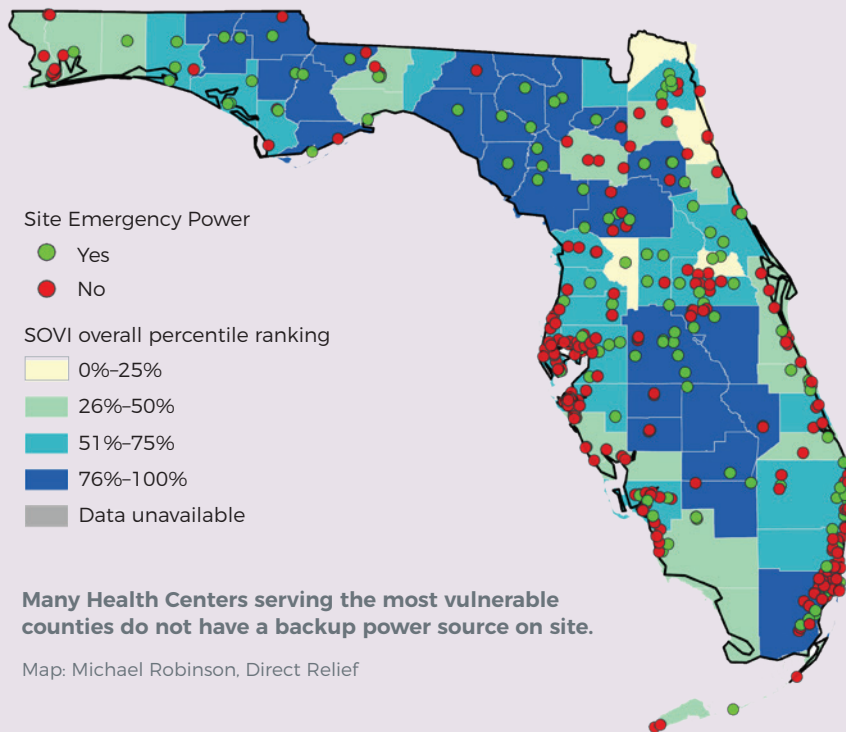 Site Emergency Power
Yes
No
SOVI overall percentile ranking
0%–25%
26%–50%
51%–75%
76%–100%
Data unavailable
Many Health Centers serving the most vulnerable
counties do not have a backup power source on site.
Map: Michael Robinson, Direct Relief